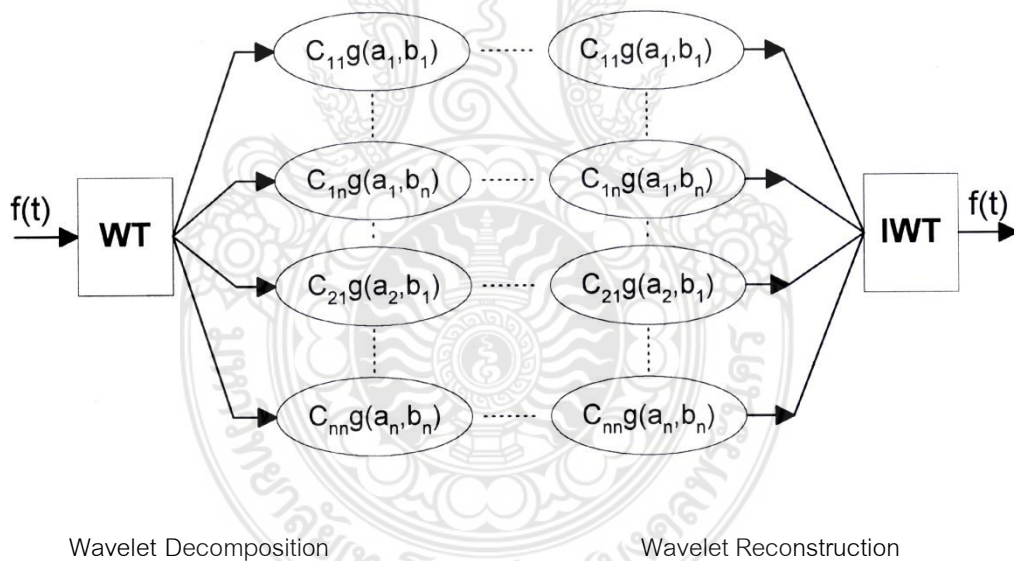 C₁₁g(a₁,b₁) C₁₁g(a₁,b₁)
C₁ₙg(a₁,bₙ) C₁ₙg(a₁,bₙ)
f(t) WT IWT f(t)
C₂₁g(a₂,b₁) C₂₁g(a₂,b₁)
Cₙₙg(aₙ,bₙ) Cₙₙg(aₙ,bₙ)
Wavelet Decomposition Wavelet Reconstruction